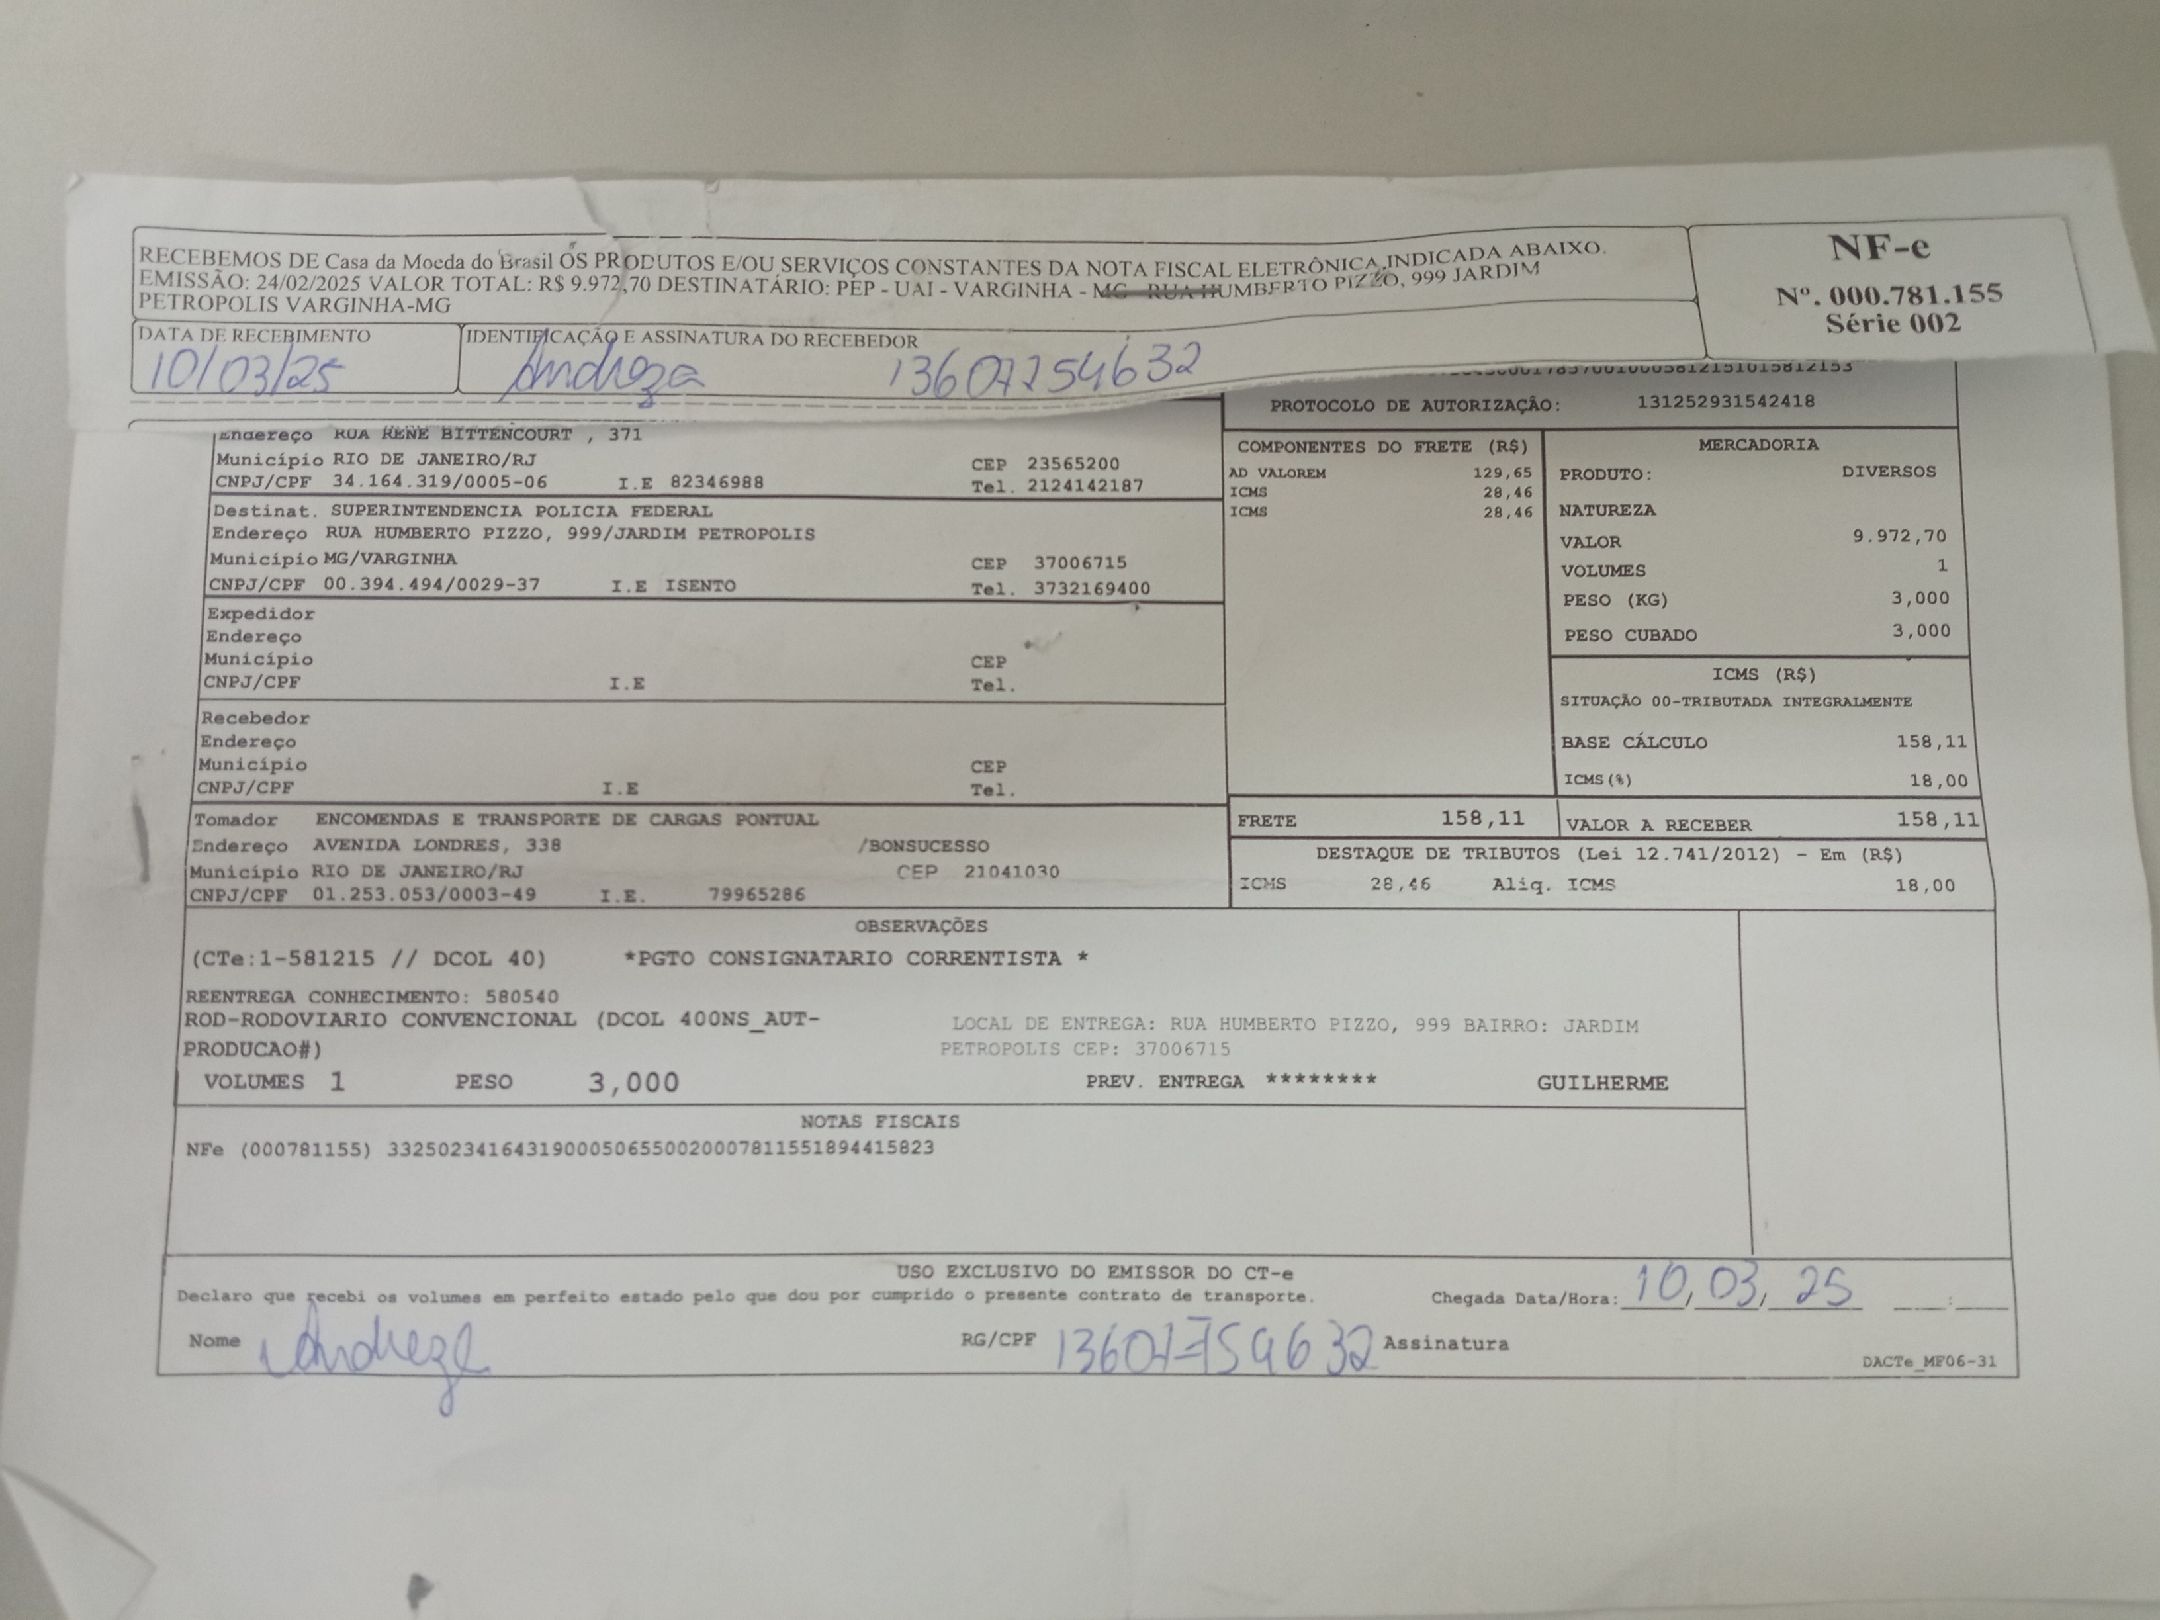 RECEBEMOS DE Casa da Moeda do Brasil OS PRODUTOS E/OU SERVIÇOS CONSTANTES DA NOTA FISCAL ELETRÔNICA INDICADA ABAIXO.
EMISSÃO: 24/02/2025 VALOR TOTAL: R$ 9.972,70 DESTINATÁRIO: PEP - UAI - VARGINHA - MG - RUA HUMBERTO PIZZO, 999 JARDIM
PETROPOLIS VARGINHA-MG
NF-e
Nº. 000.781.155
Série 002
DATA DE RECEBIMENTO
10/03/25
IDENTIFICAÇÃO E ASSINATURA DO RECEBEDOR
Andreza 13607754632
PROTOCOLO DE AUTORIZAÇÃO: 131252931542418
Endereço RUA RENE BITTENCOURT , 371
Município RIO DE JANEIRO/RJ CEP 23565200
CNPJ/CPF 34.164.319/0005-06 I.E 82346988 Tel. 2124142187
Destinat. SUPERINTENDENCIA POLICIA FEDERAL
Endereço RUA HUMBERTO PIZZO, 999/JARDIM PETROPOLIS
Município MG/VARGINHA CEP 37006715
CNPJ/CPF 00.394.494/0029-37 I.E ISENTO Tel. 3732169400
Expedidor
Endereço
Município CEP
CNPJ/CPF I.E Tel.
Recebedor
Endereço
Município CEP
CNPJ/CPF I.E Tel.
Tomador ENCOMENDAS E TRANSPORTE DE CARGAS PONTUAL
Endereço AVENIDA LONDRES, 338 /BONSUCESSO
Município RIO DE JANEIRO/RJ CEP 21041030
CNPJ/CPF 01.253.053/0003-49 I.E. 79965286
COMPONENTES DO FRETE (R$)
AD VALOREM 129,65
ICMS 28,46
ICMS 28,46
MERCADORIA
PRODUTO: DIVERSOS
NATUREZA
VALOR 9.972,70
VOLUMES 1
PESO (KG) 3,000
PESO CUBADO 3,000
ICMS (R$)
SITUAÇÃO 00-TRIBUTADA INTEGRALMENTE
BASE CÁLCULO 158,11
ICMS(%) 18,00
FRETE 158,11 VALOR A RECEBER 158,11
DESTAQUE DE TRIBUTOS (Lei 12.741/2012) - Em (R$)
ICMS 28,46 Aliq. ICMS 18,00
OBSERVAÇÕES
(CTe:1-581215 // DCOL 40) *PGTO CONSIGNATARIO CORRENTISTA *
REENTREGA CONHECIMENTO: 580540
ROD-RODOVIARIO CONVENCIONAL (DCOL 400NS_AUT-
PRODUCAO#)
LOCAL DE ENTREGA: RUA HUMBERTO PIZZO, 999 BAIRRO: JARDIM
PETROPOLIS CEP: 37006715
VOLUMES 1 PESO 3,000 PREV. ENTREGA ******** GUILHERME
NOTAS FISCAIS
NFe (000781155) 33250234164319000506550020007811551894415823
USO EXCLUSIVO DO EMISSOR DO CT-e
Declaro que recebi os volumes em perfeito estado pelo que dou por cumprido o presente contrato de transporte. Chegada Data/Hora: 10/03/25 __:__
Nome Andreza RG/CPF 13607754632 Assinatura
DACTe_MF06-31